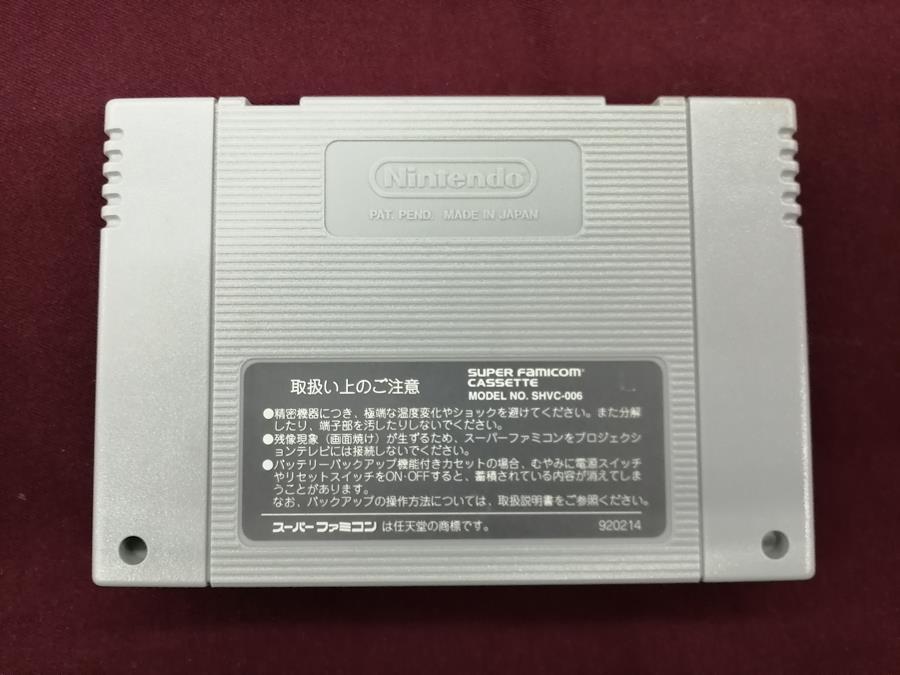 Nintendo
PAT. PEND. MADE IN JAPAN
取扱い上のご注意
SUPER FAMICOM®
CASSETTE
MODEL NO. SHVC-006
●精密機器につき、極端な温度変化やショックを避けてください。また分解
したり、端子部を汚したりしないでください。
●残像現象（画面焼け）が生ずるため、スーパーファミコンをプロジェクシ
ョンテレビには接続しないでください。
●バッテリーバックアップ機能付きカセットの場合、むやみに電源スイッチ
やリセットスイッチをON・OFFすると、蓄積されている内容が消えてしま
うことがあります。
なお、バックアップの操作方法については、取扱説明書をご参照ください。
スーパーファミコンは任天堂の商標です。
920214